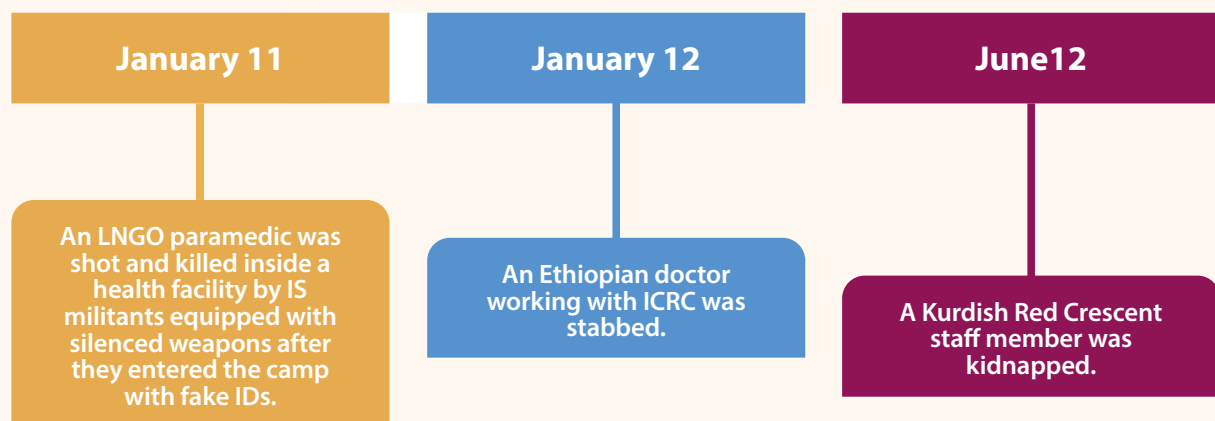 January 11
An LNGO paramedic was
shot and killed inside a
health facility by IS
militants equipped with
silenced weapons after
they entered the camp
with fake IDs.
January 12
An Ethiopian doctor
working with ICRC was
stabbed.
June12
A Kurdish Red Crescent
staff member was
kidnapped.